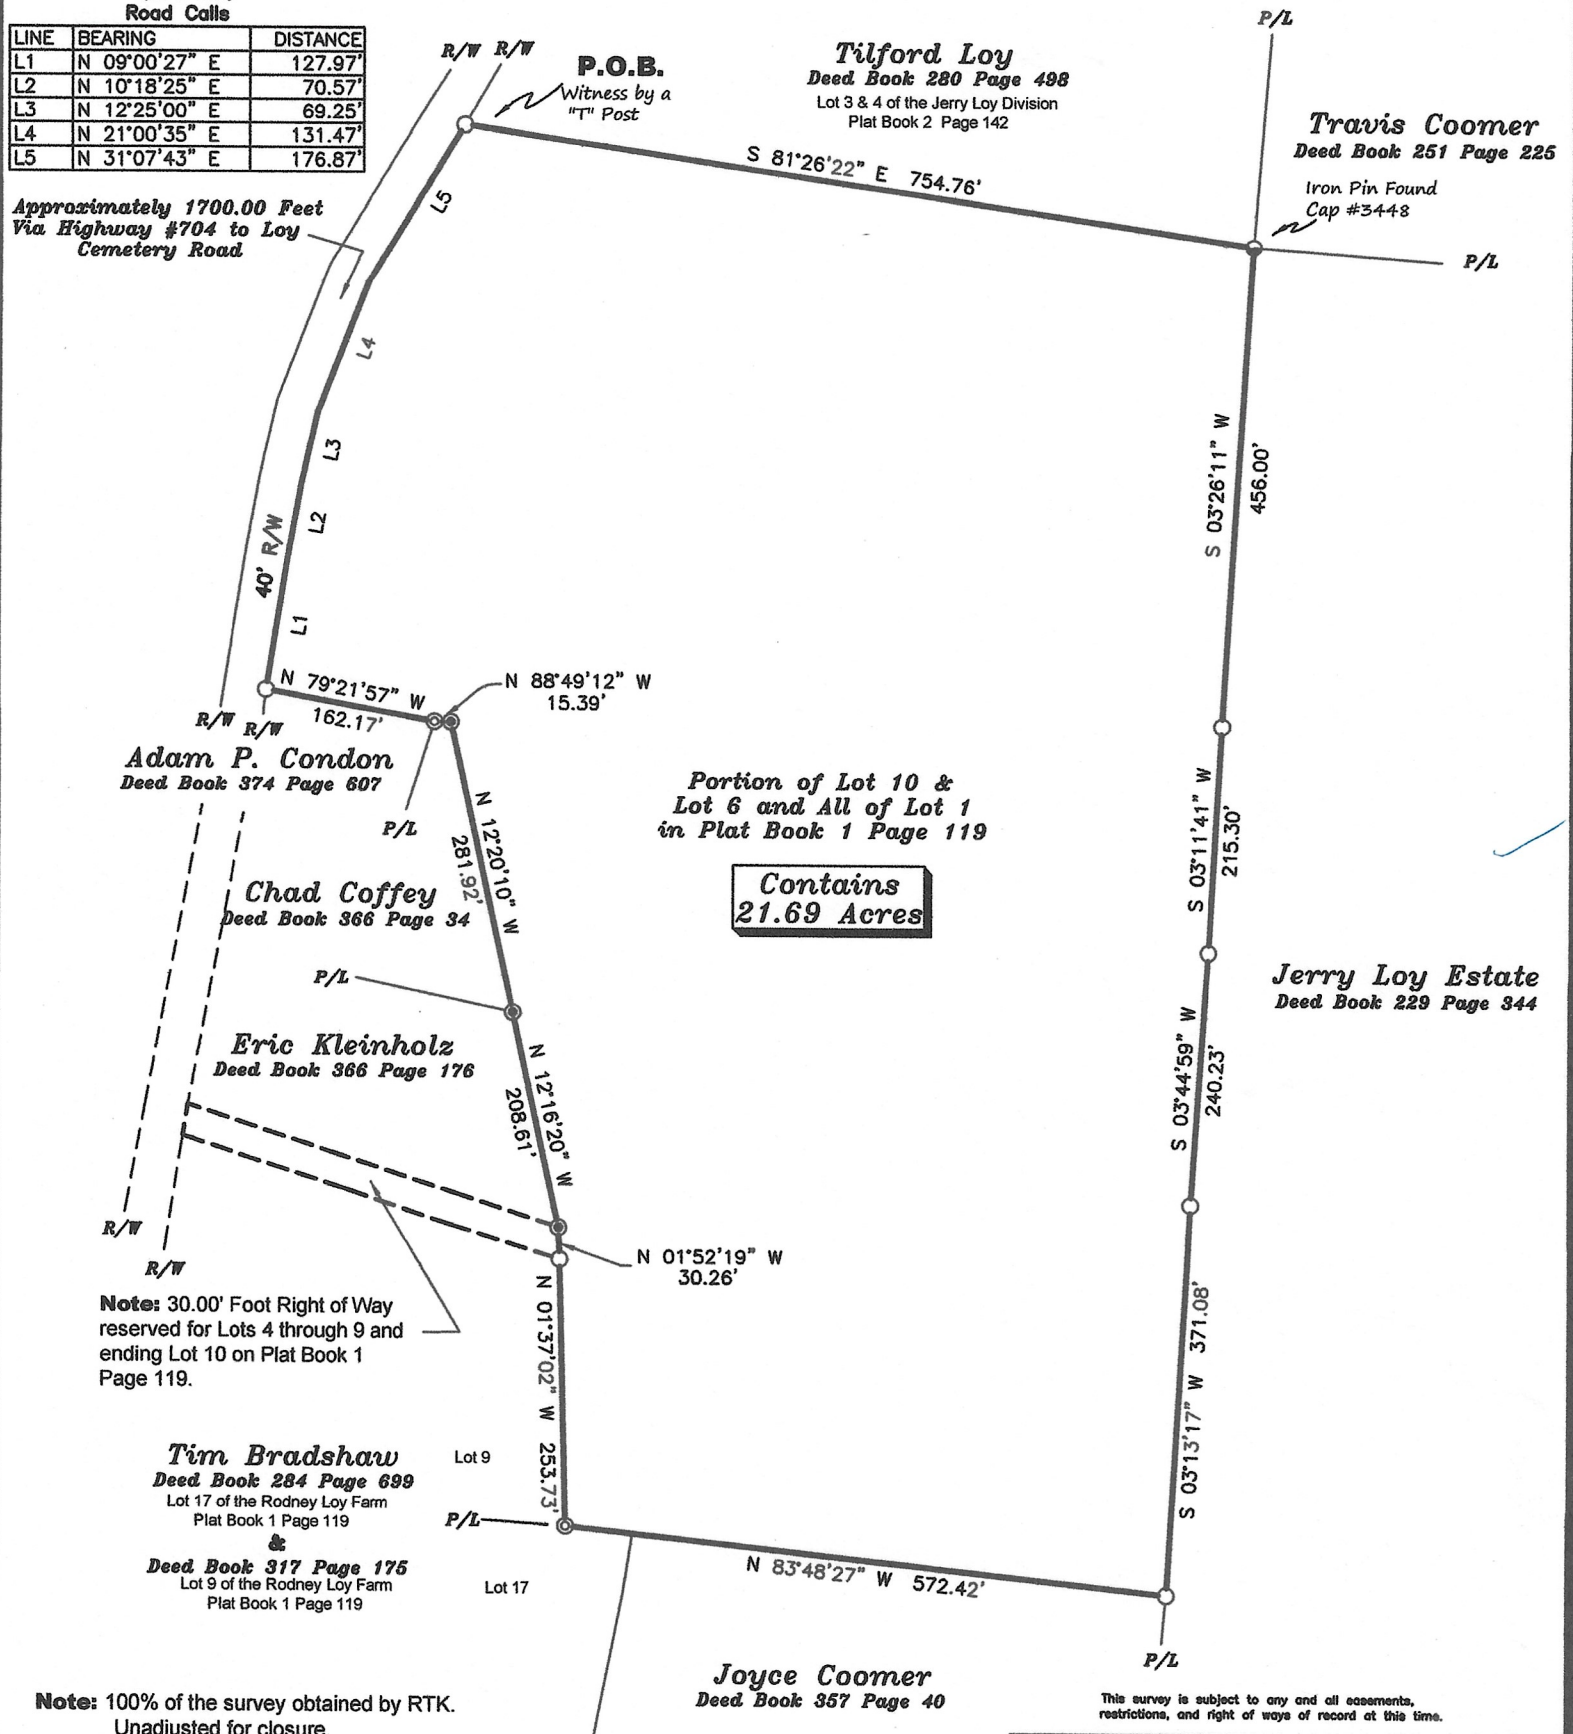 Road Calls
LINE BEARING DISTANCE
L1 N 09°00'27" E 127.97'
L2 N 10°18'25" E 70.57'
L3 N 12°25'00" E 69.25'
L4 N 21°00'35" E 131.47'
L5 N 31°07'43" E 176.87'
Approximately 1700.00 Feet
Via Highway #704 to Loy
Cemetery Road
R/W R/W
P.O.B.
Witness by a
"T" Post
Tilford Loy
Deed Book 280 Page 498
Lot 3 & 4 of the Jerry Loy Division
Plat Book 2 Page 142
P/L
Travis Coomer
Deed Book 251 Page 225
Iron Pin Found
Cap #3448
P/L
S 81°26'22" E 754.76'
L5
L4
L3
L2
L1
40' R/W
S 03°26'11" W
456.00'
N 79°21'57" W
162.17'
N 88°49'12" W
15.39'
R/W R/W
Adam P. Condon
Deed Book 374 Page 607
P/L
N 12°20'10" W
281.92'
Portion of Lot 10 &
Lot 6 and All of Lot 1
in Plat Book 1 Page 119
Contains
21.69 Acres
S 03°11'41" W
215.30'
Chad Coffey
Deed Book 366 Page 34
P/L
Jerry Loy Estate
Deed Book 229 Page 344
Eric Kleinholz
Deed Book 366 Page 176
N 12°16'20" W
208.61'
S 03°44'59" W
240.23'
R/W
R/W
N 01°52'19" W
30.26'
Note: 30.00' Foot Right of Way
reserved for Lots 4 through 9 and
ending Lot 10 on Plat Book 1
Page 119.
N 01°37'02" W 253.73'
S 03°13'17" W 371.08'
Tim Bradshaw
Deed Book 284 Page 699
Lot 17 of the Rodney Loy Farm
Plat Book 1 Page 119
&
Deed Book 317 Page 175
Lot 9 of the Rodney Loy Farm
Plat Book 1 Page 119
Lot 9
P/L
Lot 17
N 83°48'27" W 572.42'
P/L
Joyce Coomer
Deed Book 357 Page 40
Note: 100% of the survey obtained by RTK.
Unadjusted for closure
This survey is subject to any and all easements,
restrictions, and right of ways of record at this time.